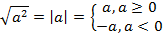 √a² = |a| = { a, a ≥ 0
−a, a < 0